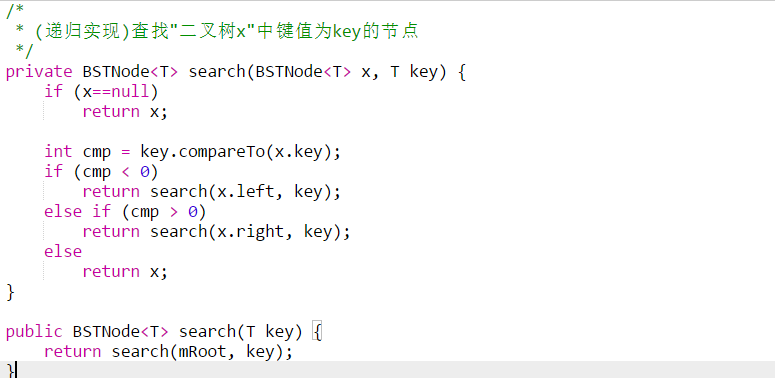 /*
 * (递归实现)查找"二叉树x"中键值为key的节点
 */
private BSTNode<T> search(BSTNode<T> x, T key) {
    if (x==null)
        return x;

    int cmp = key.compareTo(x.key);
    if (cmp < 0)
        return search(x.left, key);
    else if (cmp > 0)
        return search(x.right, key);
    else
        return x;
}

public BSTNode<T> search(T key) {
    return search(mRoot, key);
}